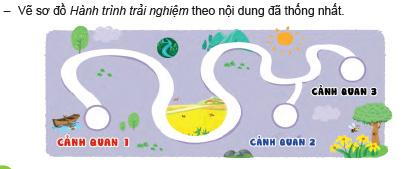 – Vẽ sơ đồ Hành trình trải nghiệm theo nội dung đã thống nhất.
CẢNH QUAN 3
CẢNH QUAN 1
CẢNH QUAN 2